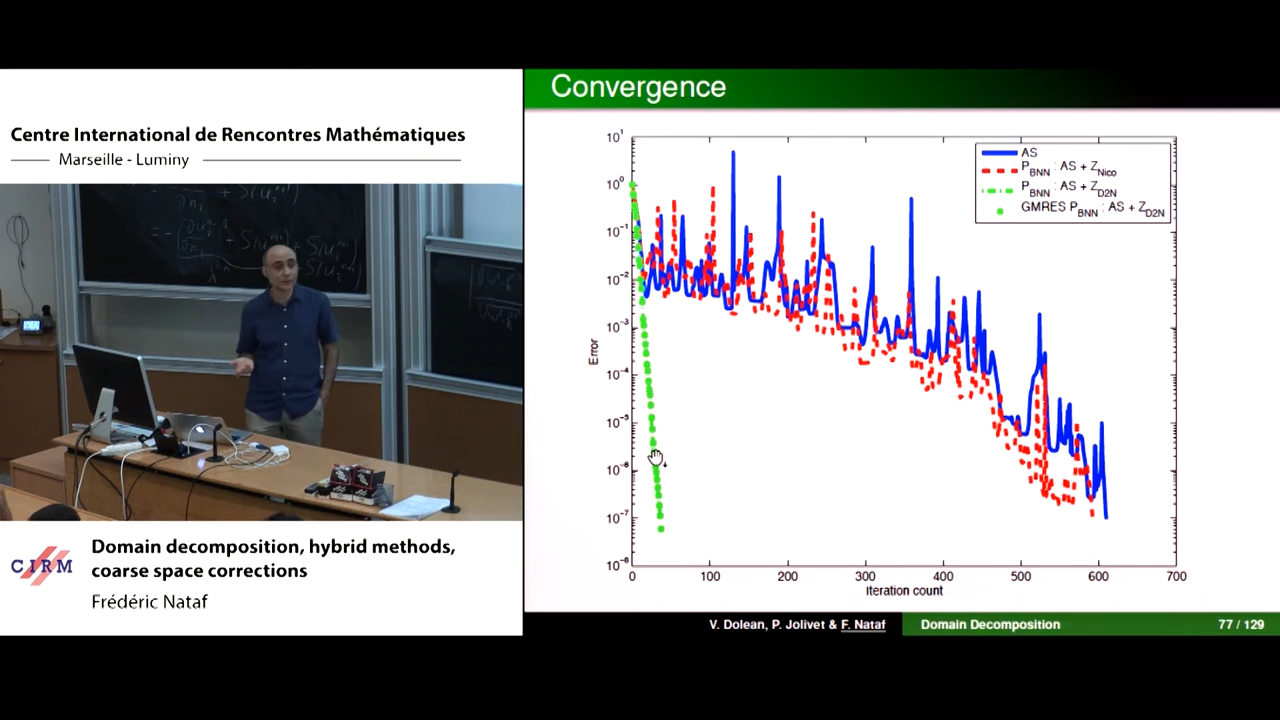 Centre International de Rencontres Mathématiques
Marseille - Luminy
CIRM
Domain decomposition, hybrid methods,
coarse space corrections
Frédéric Nataf
Convergence
10^1
10^0
10^-1
10^-2
10^-3
10^-4
10^-5
10^-6
10^-7
10^-8
Error
0 100 200 300 400 500 600 700
Iteration count
AS
P_BNN : AS + Z_Nico
P_BNN : AS + Z_D2N
GMRES P_BNN : AS + Z_D2N
V. Dolean, P. Jolivet & F. Nataf
Domain Decomposition
77 / 129